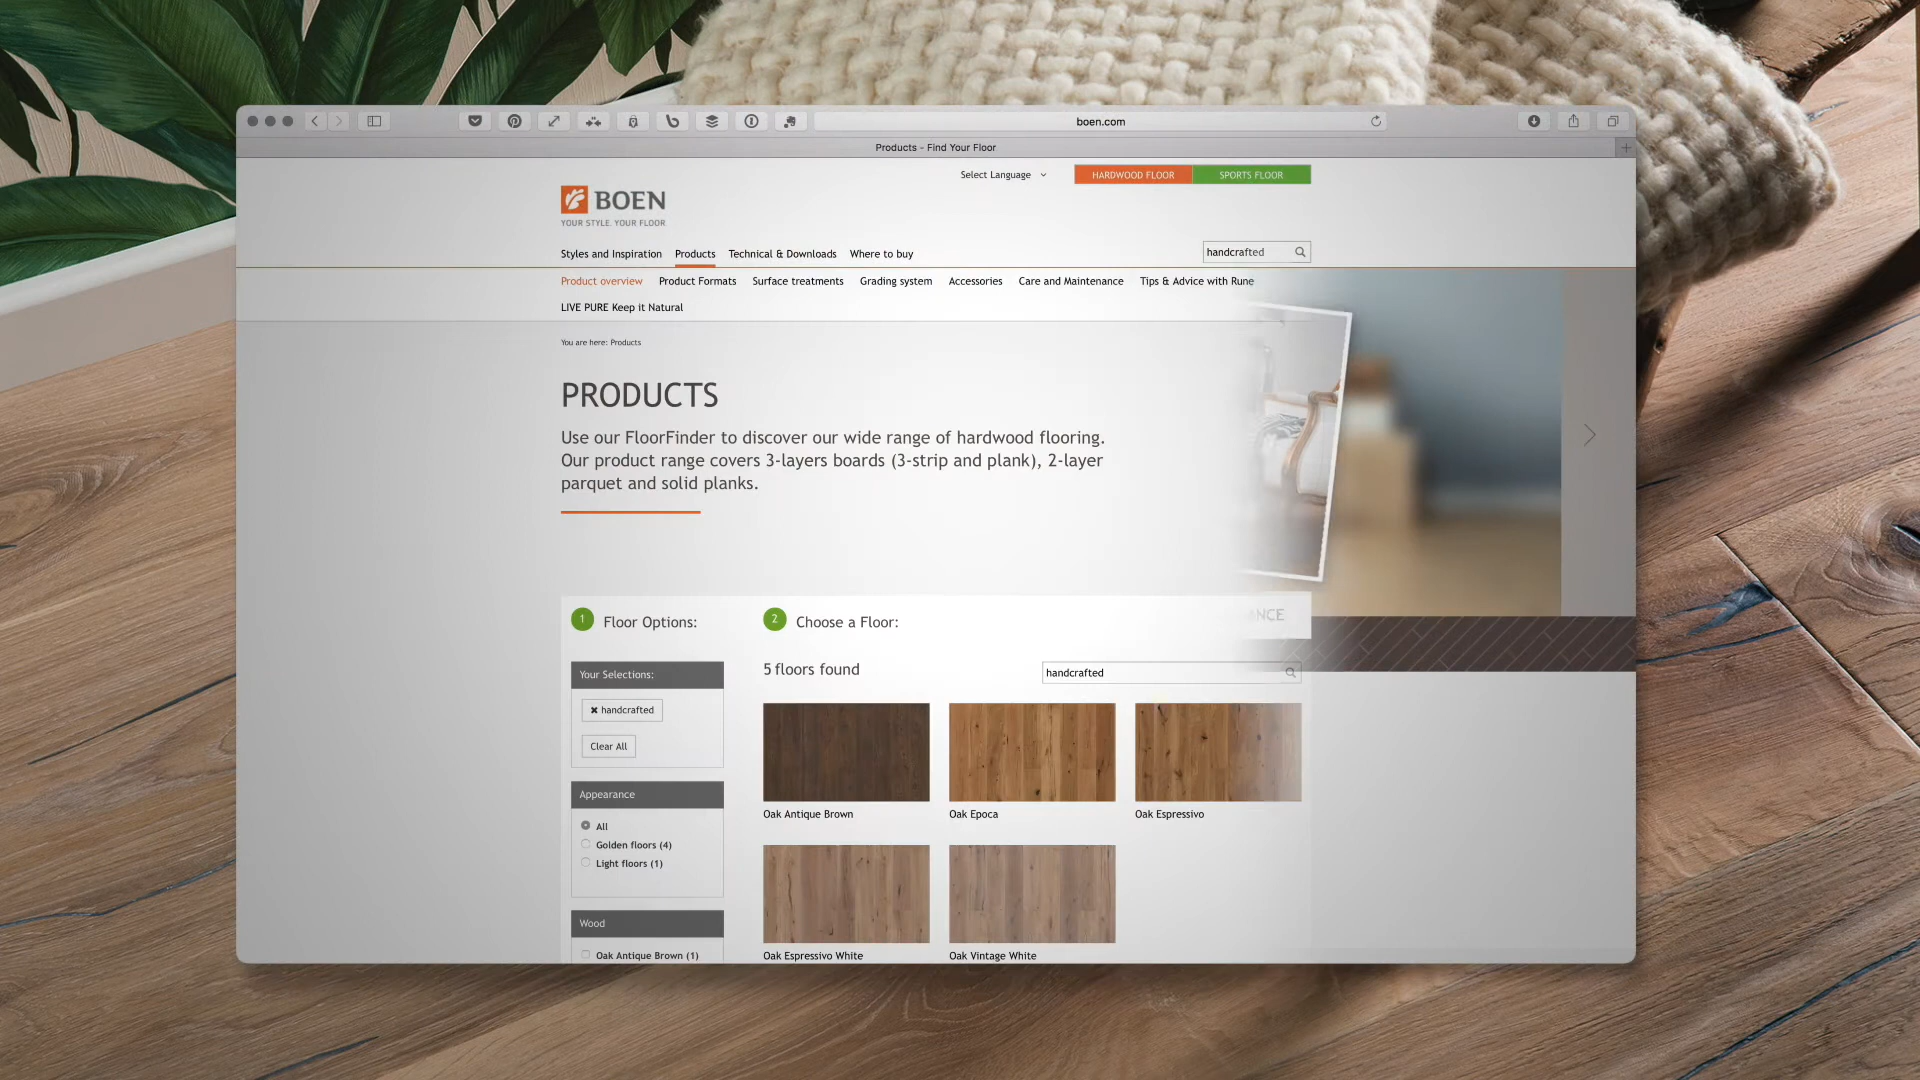 boen.com
Products - Find Your Floor
Select Language
HARDWOOD FLOOR
SPORTS FLOOR
BOEN
YOUR STYLE. YOUR FLOOR
Styles and Inspiration Products Technical & Downloads Where to buy
handcrafted
Product overview Product Formats Surface treatments Grading system Accessories Care and Maintenance Tips & Advice with Rune
LIVE PURE Keep it Natural
You are here: Products
PRODUCTS
Use our FloorFinder to discover our wide range of hardwood flooring.
Our product range covers 3-layers boards (3-strip and plank), 2-layer
parquet and solid planks.
1 Floor Options:
2 Choose a Floor:
5 floors found
handcrafted
Your Selections:
✖ handcrafted
Clear All
Appearance
All
Golden floors (4)
Light floors (1)
Wood
Oak Antique Brown (1)
Oak Antique Brown
Oak Epoca
Oak Espressivo
Oak Espressivo White
Oak Vintage White